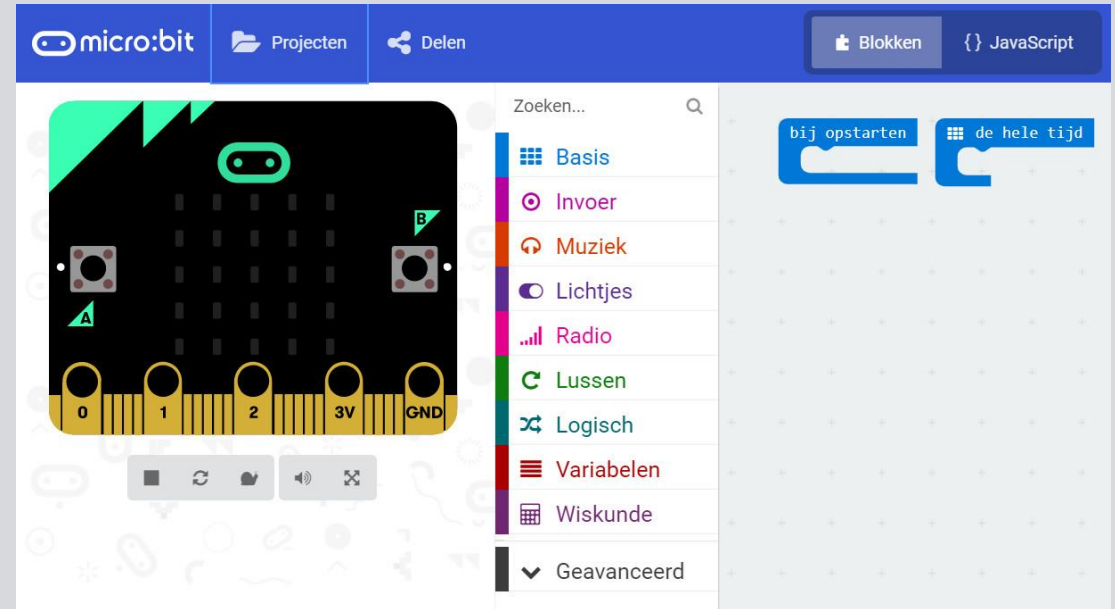 micro:bit
Projecten
Delen
Blokken
{} JavaScript
B
A
0
1
2
3V
GND
Zoeken...
Basis
Invoer
Muziek
Lichtjes
Radio
Lussen
Logisch
Variabelen
Wiskunde
Geavanceerd
bij opstarten
de hele tijd